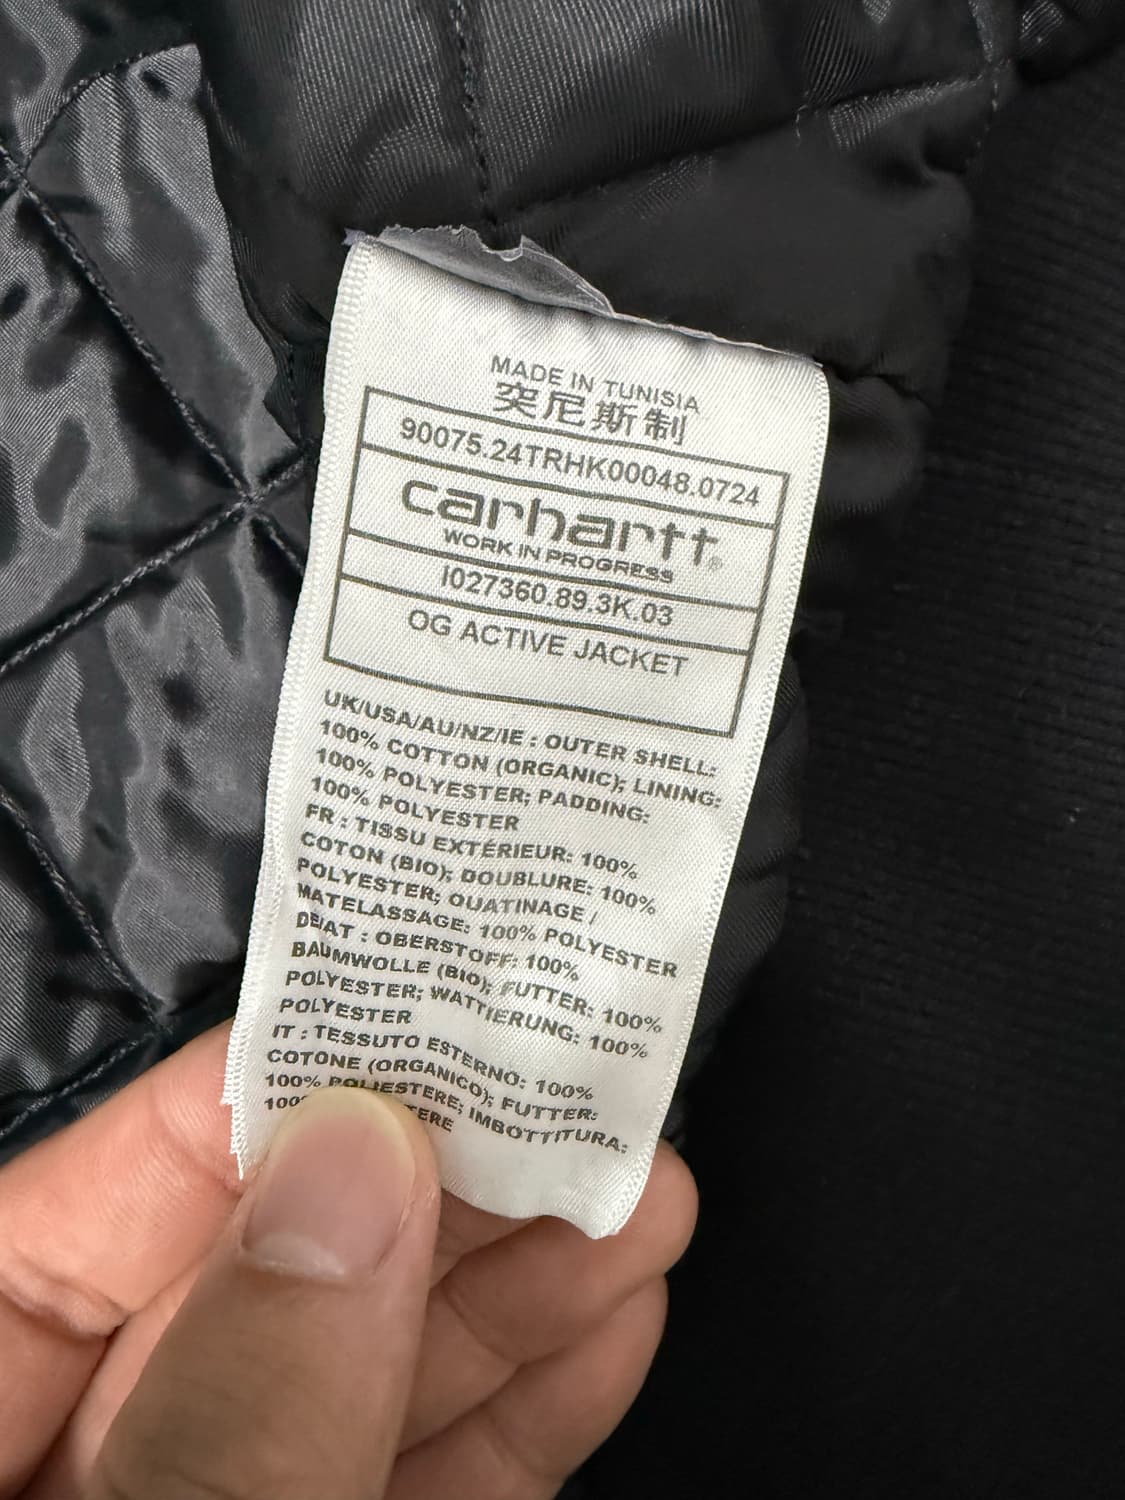 MADE IN TUNISIA
突尼斯制
90075.24TRHK00048.0724
carhartt®
WORK IN PROGRESS
I027360.89.3K.03
OG ACTIVE JACKET
UK/USA/AU/NZ/IE : OUTER SHELL:
100% COTTON (ORGANIC); LINING:
100% POLYESTER; PADDING:
100% POLYESTER
FR : TISSU EXTÉRIEUR: 100%
COTON (BIO); DOUBLURE: 100%
POLYESTER; OUATINAGE /
MATELASSAGE: 100% POLYESTER
DE/AT : OBERSTOFF: 100%
BAUMWOLLE (BIO); FUTTER: 100%
POLYESTER; WATTIERUNG: 100%
POLYESTER
IT : TESSUTO ESTERNO: 100%
COTONE (ORGANICO); FUTTER:
100% POLIESTERE; IMBOTTITURA: